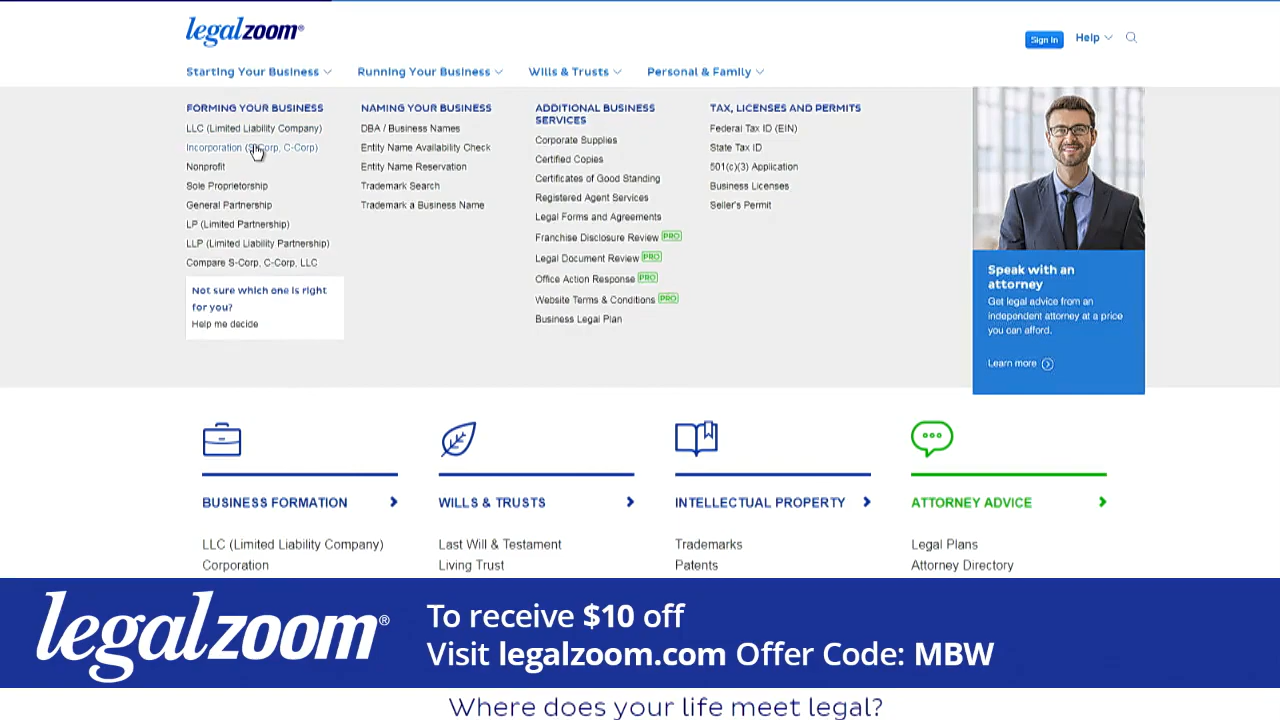 legalzoom®
Sign In
Help
Starting Your Business
Running Your Business
Wills & Trusts
Personal & Family
FORMING YOUR BUSINESS
LLC (Limited Liability Company)
Incorporation (S-Corp, C-Corp)
Nonprofit
Sole Proprietorship
General Partnership
LP (Limited Partnership)
LLP (Limited Liability Partnership)
Compare S-Corp, C-Corp, LLC
Not sure which one is right
for you?
Help me decide
NAMING YOUR BUSINESS
DBA / Business Names
Entity Name Availability Check
Entity Name Reservation
Trademark Search
Trademark a Business Name
ADDITIONAL BUSINESS
SERVICES
Corporate Supplies
Certified Copies
Certificates of Good Standing
Registered Agent Services
Legal Forms and Agreements
Franchise Disclosure Review PRO
Legal Document Review PRO
Office Action Response PRO
Website Terms & Conditions PRO
Business Legal Plan
TAX, LICENSES AND PERMITS
Federal Tax ID (EIN)
State Tax ID
501(c)(3) Application
Business Licenses
Seller's Permit
Speak with an
attorney
Get legal advice from an
independent attorney at a price
you can afford.
Learn more
BUSINESS FORMATION
LLC (Limited Liability Company)
Corporation
WILLS & TRUSTS
Last Will & Testament
Living Trust
INTELLECTUAL PROPERTY
Trademarks
Patents
ATTORNEY ADVICE
Legal Plans
Attorney Directory
legalzoom®
To receive $10 off
Visit legalzoom.com Offer Code: MBW
Where does your life meet legal?